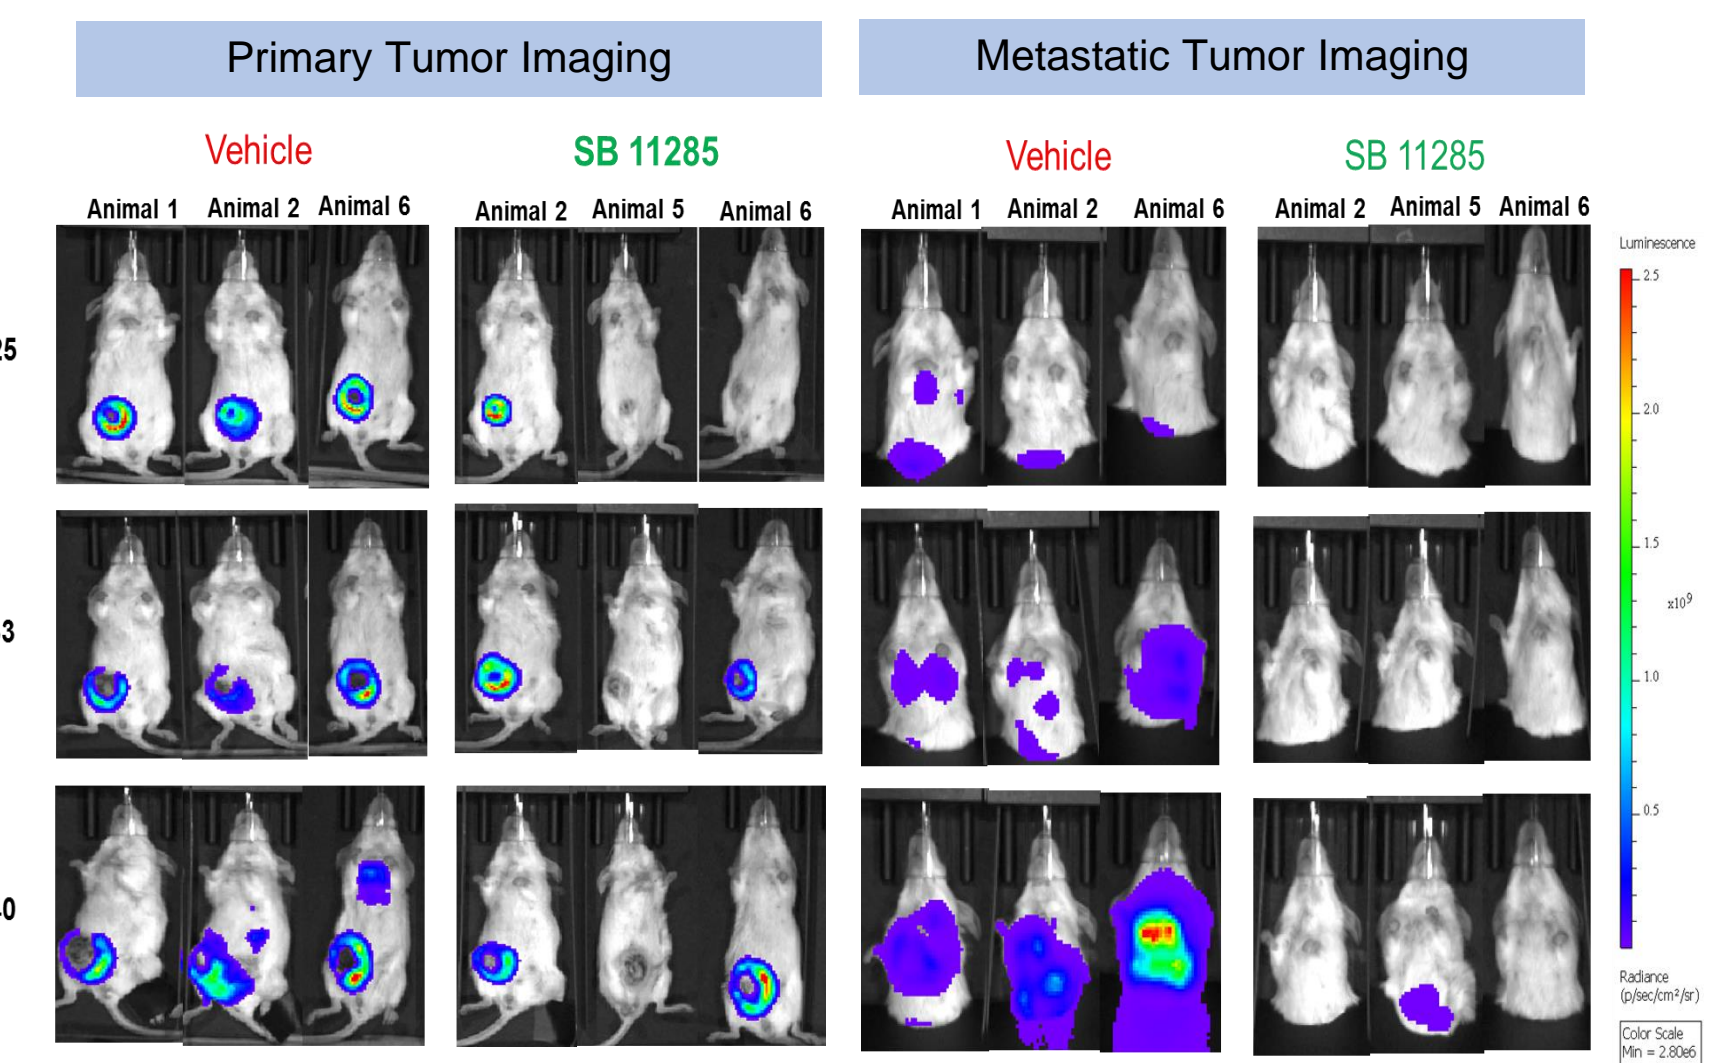 Primary Tumor Imaging
Metastatic Tumor Imaging
Vehicle
SB 11285
Vehicle
SB 11285
Animal 1 Animal 2 Animal 6
Animal 2 Animal 5 Animal 6
Animal 1 Animal 2 Animal 6
Animal 2 Animal 5 Animal 6
Luminescence
2.5
2.0
1.5
x10⁹
1.0
0.5
25
Radiance
(p/sec/cm²/sr)
Color Scale
Min = 2.80e6